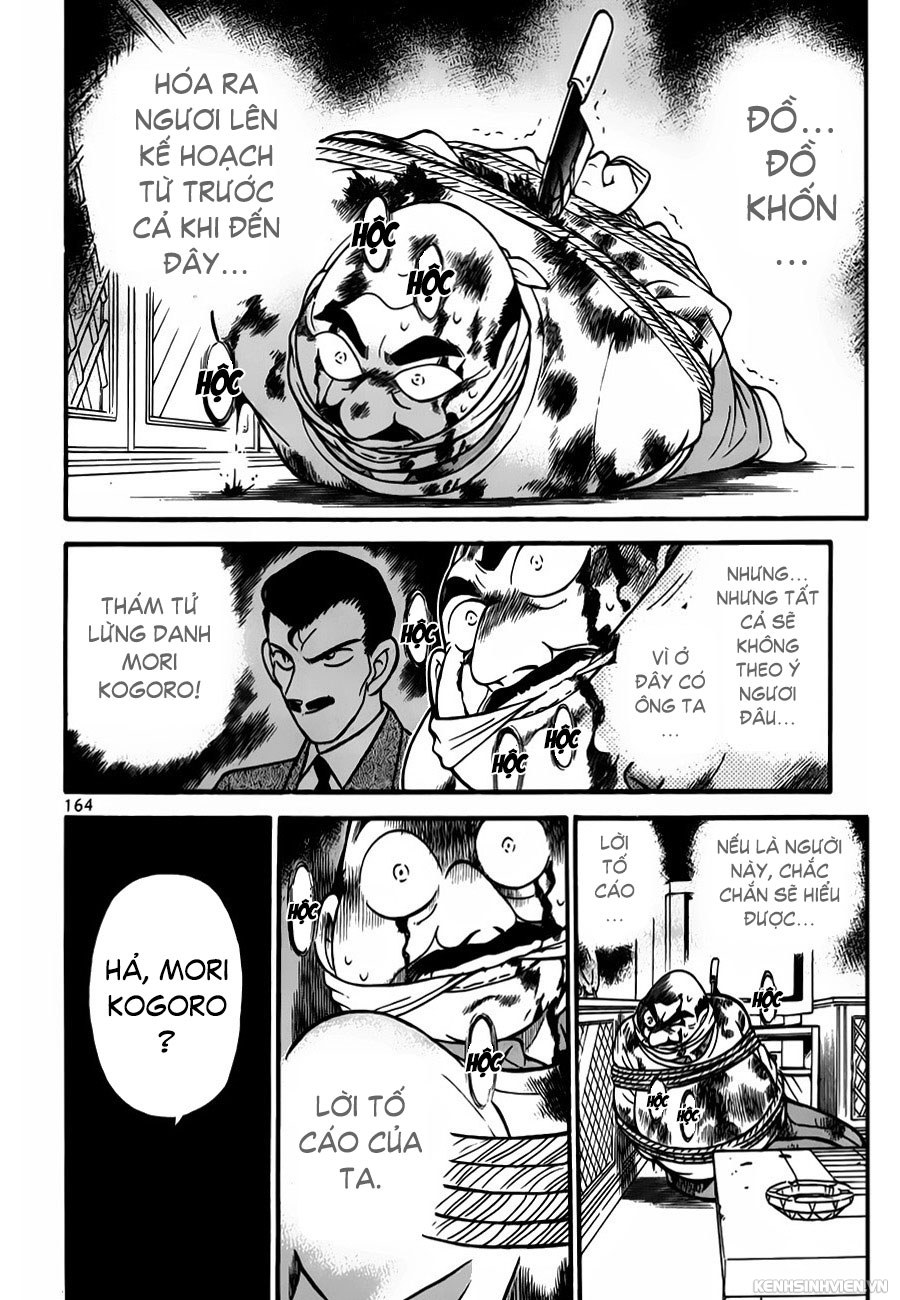 ĐỒ...
ĐỒ
KHỐN
...
HÓA RA
NGƯƠI LÊN
KẾ HOẠCH
TỪ TRƯỚC
CẢ KHI ĐẾN
ĐÂY...
HỘC
HỘC
HỘC
NHƯNG...
NHƯNG TẤT
CẢ SẼ
KHÔNG
THEO Ý
NGƯƠI
ĐÂU...
VÌ Ở
ĐÂY CÓ
ÔNG TA
...
HỘC
HỘC
HỘC
THÁM TỬ
LỪNG DANH
MORI
KOGORO!
164
NẾU LÀ NGƯỜI
NÀY, CHẮC
CHẮN SẼ HIỂU
ĐƯỢC...
LỜI
TỐ
CÁO
...
HỘC
HỘC
HỘC
HỘC
HỘC
LỜI TỐ
CÁO CỦA
TA.
HẢ, MORI
KOGORO
?
KENHSINHVIEN.VN